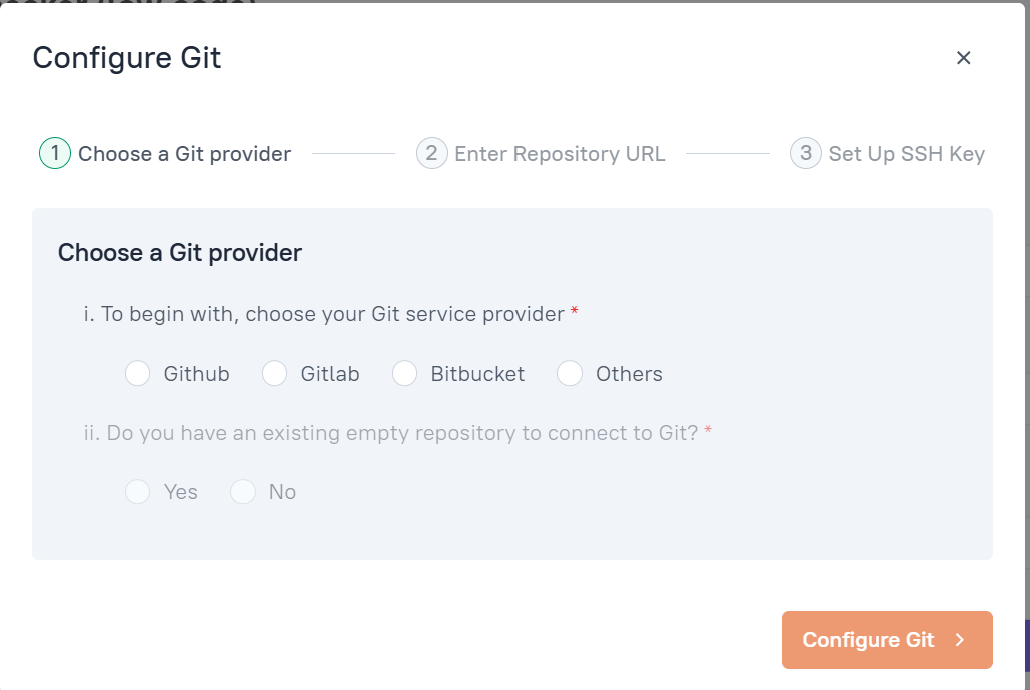 Configure Git
1 Choose a Git provider 2 Enter Repository URL 3 Set Up SSH Key
Choose a Git provider
i. To begin with, choose your Git service provider *
Github Gitlab Bitbucket Others
ii. Do you have an existing empty repository to connect to Git? *
Yes No
Configure Git